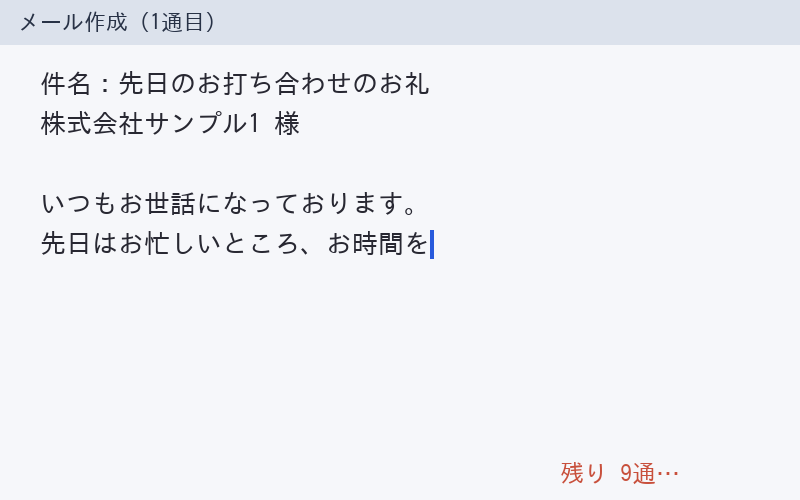 メール作成（1通目）
件名：先日のお打ち合わせのお礼
株式会社サンプル1 様
いつもお世話になっております。
先日はお忙しいところ、お時間を
残り 9通…